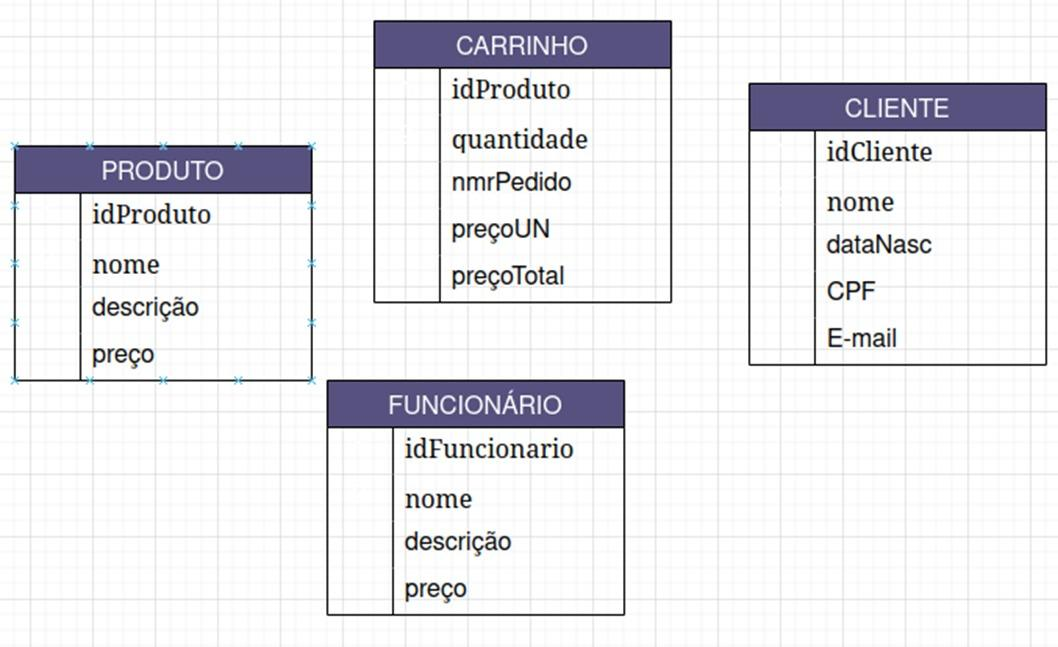 CARRINHO
idProduto
quantidade
nmrPedido
preçoUN
preçoTotal
CLIENTE
idCliente
nome
dataNasc
CPF
E-mail
PRODUTO
idProduto
nome
descrição
preço
FUNCIONÁRIO
idFuncionario
nome
descrição
preço